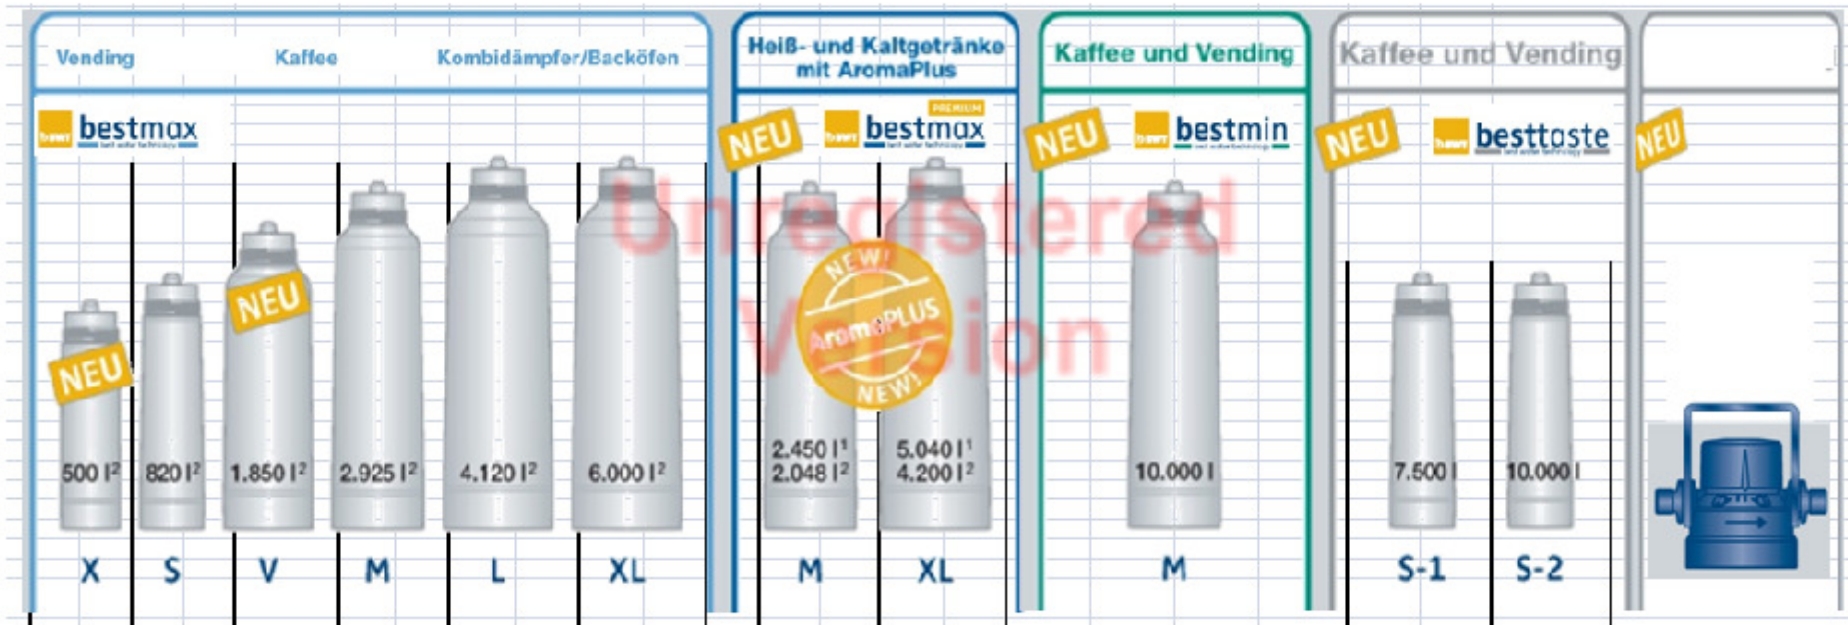 Vending Kaffee Kombidämpfer/Backöfen
bestmax
NEU
NEU
500 l² 820 l² 1.850 l² 2.925 l² 4.120 l² 6.000 l²
X S V M L XL
Heiß- und Kaltgetränke
mit AromaPlus
NEU
PREMIUM
bestmax
NEW!
AromaPLUS
NEW!
2.450 l¹ 5.040 l¹
2.048 l² 4.200 l²
M XL
Kaffee und Vending
NEU
bestmin
10.000 l
M
Kaffee und Vending
NEU
besttaste
7.500 l 10.000 l
S-1 S-2
NEU
Unregistered
Version